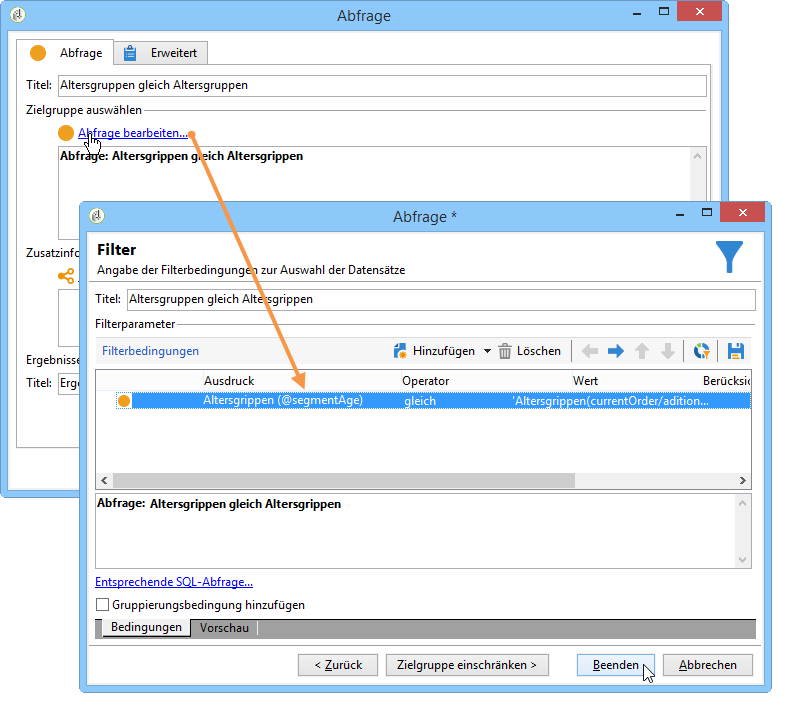 Abfrage
Abfrage
Erweitert
Titel: Altersgruppen gleich Altersgruppen
Zielgruppe auswählen
Abfrage bearbeiten...
Abfrage: Altersgrippen gleich Altersgrippen
Zusatzinfo
Ergebnisse
Titel: Erge
Abfrage *
Filter
Angabe der Filterbedingungen zur Auswahl der Datensätze
Titel: Altersgruppen gleich Altersgrippen
Filterparameter
Filterbedingungen Hinzufügen Löschen
Ausdruck Operator Wert Berücksic
Altersgrippen (@segmentAge) gleich 'Altersgrippen(currentOrder/adition...
Abfrage: Altersgrippen gleich Altersgrippen
Entsprechende SQL-Abfrage...
Gruppierungsbedingung hinzufügen
Bedingungen Vorschau
< Zurück Zielgruppe einschränken > Beenden Abbrechen